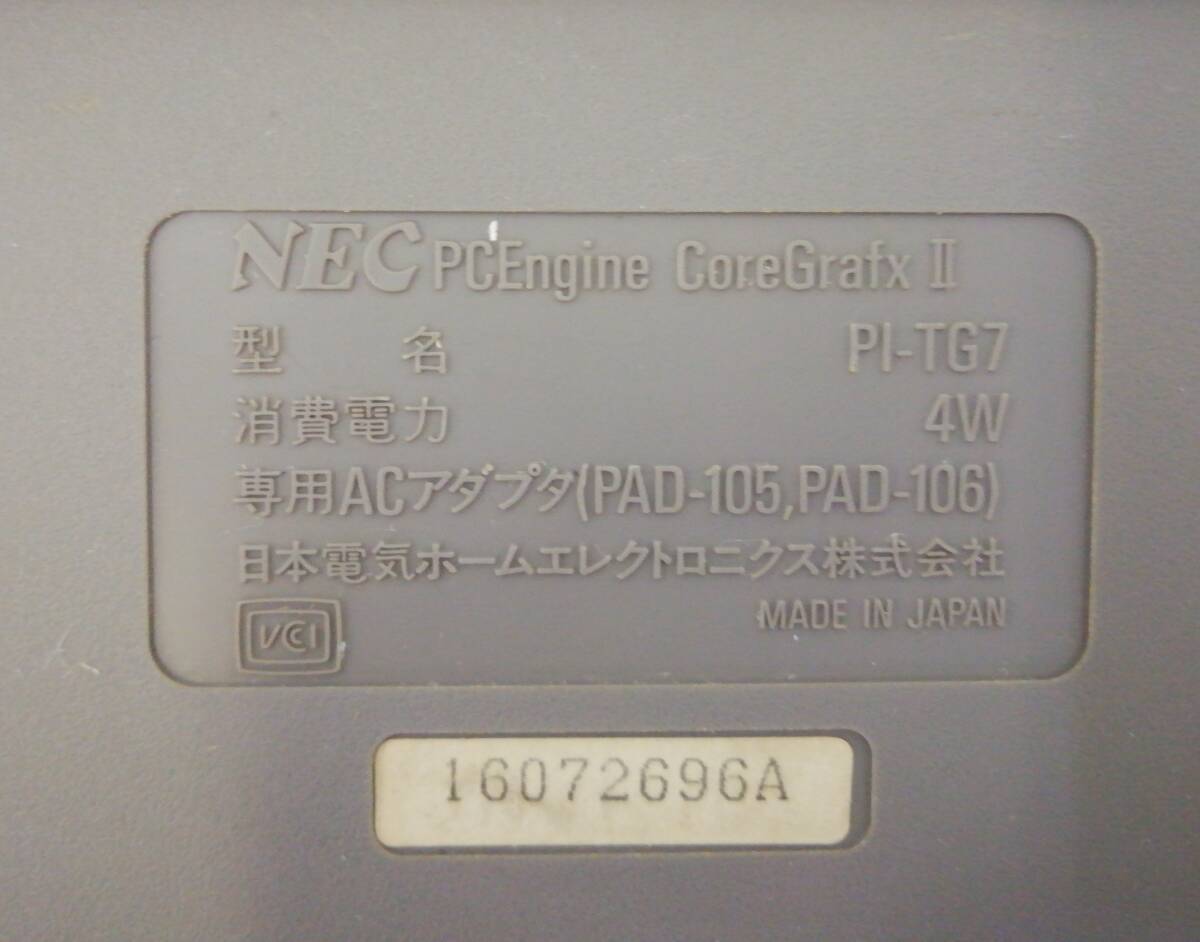 NEC PCEngine CoreGrafx II
型 名 PI-TG7
消費電力 4W
専用ACアダプタ(PAD-105,PAD-106)
日本電気ホームエレクトロニクス株式会社
VCCI MADE IN JAPAN
16072696A